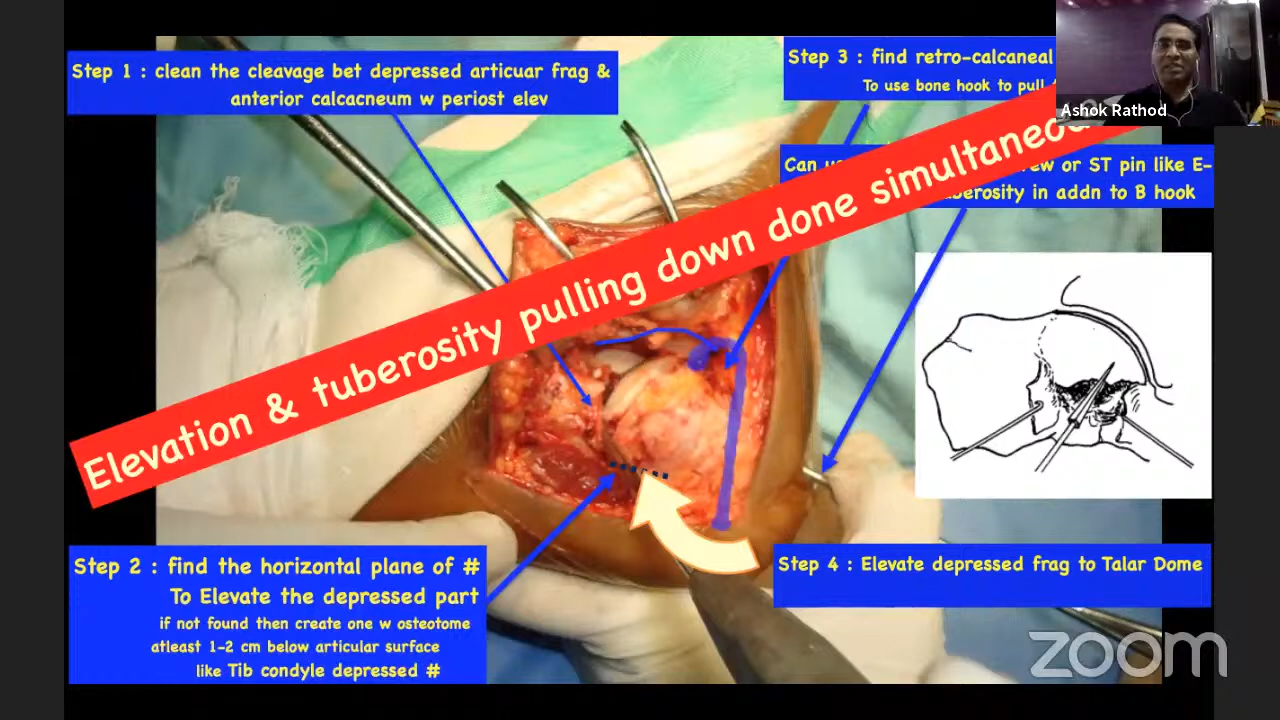 Step 1 : clean the cleavage bet depressed articuar frag &
anterior calcacneum w periost elev
Step 3 : find retro-calcaneal
To use bone hook to pull
Ashok Rathod
Can
or ST pin like E-
in addn to B hook
Elevation & tuberosity pulling down done
Step 2 : find the horizontal plane of #
To Elevate the depressed part
if not found then create one w osteotome
atleast 1-2 cm below articular surface
like Tib condyle depressed #
Step 4 : Elevate depressed frag to Talar Dome
zoom